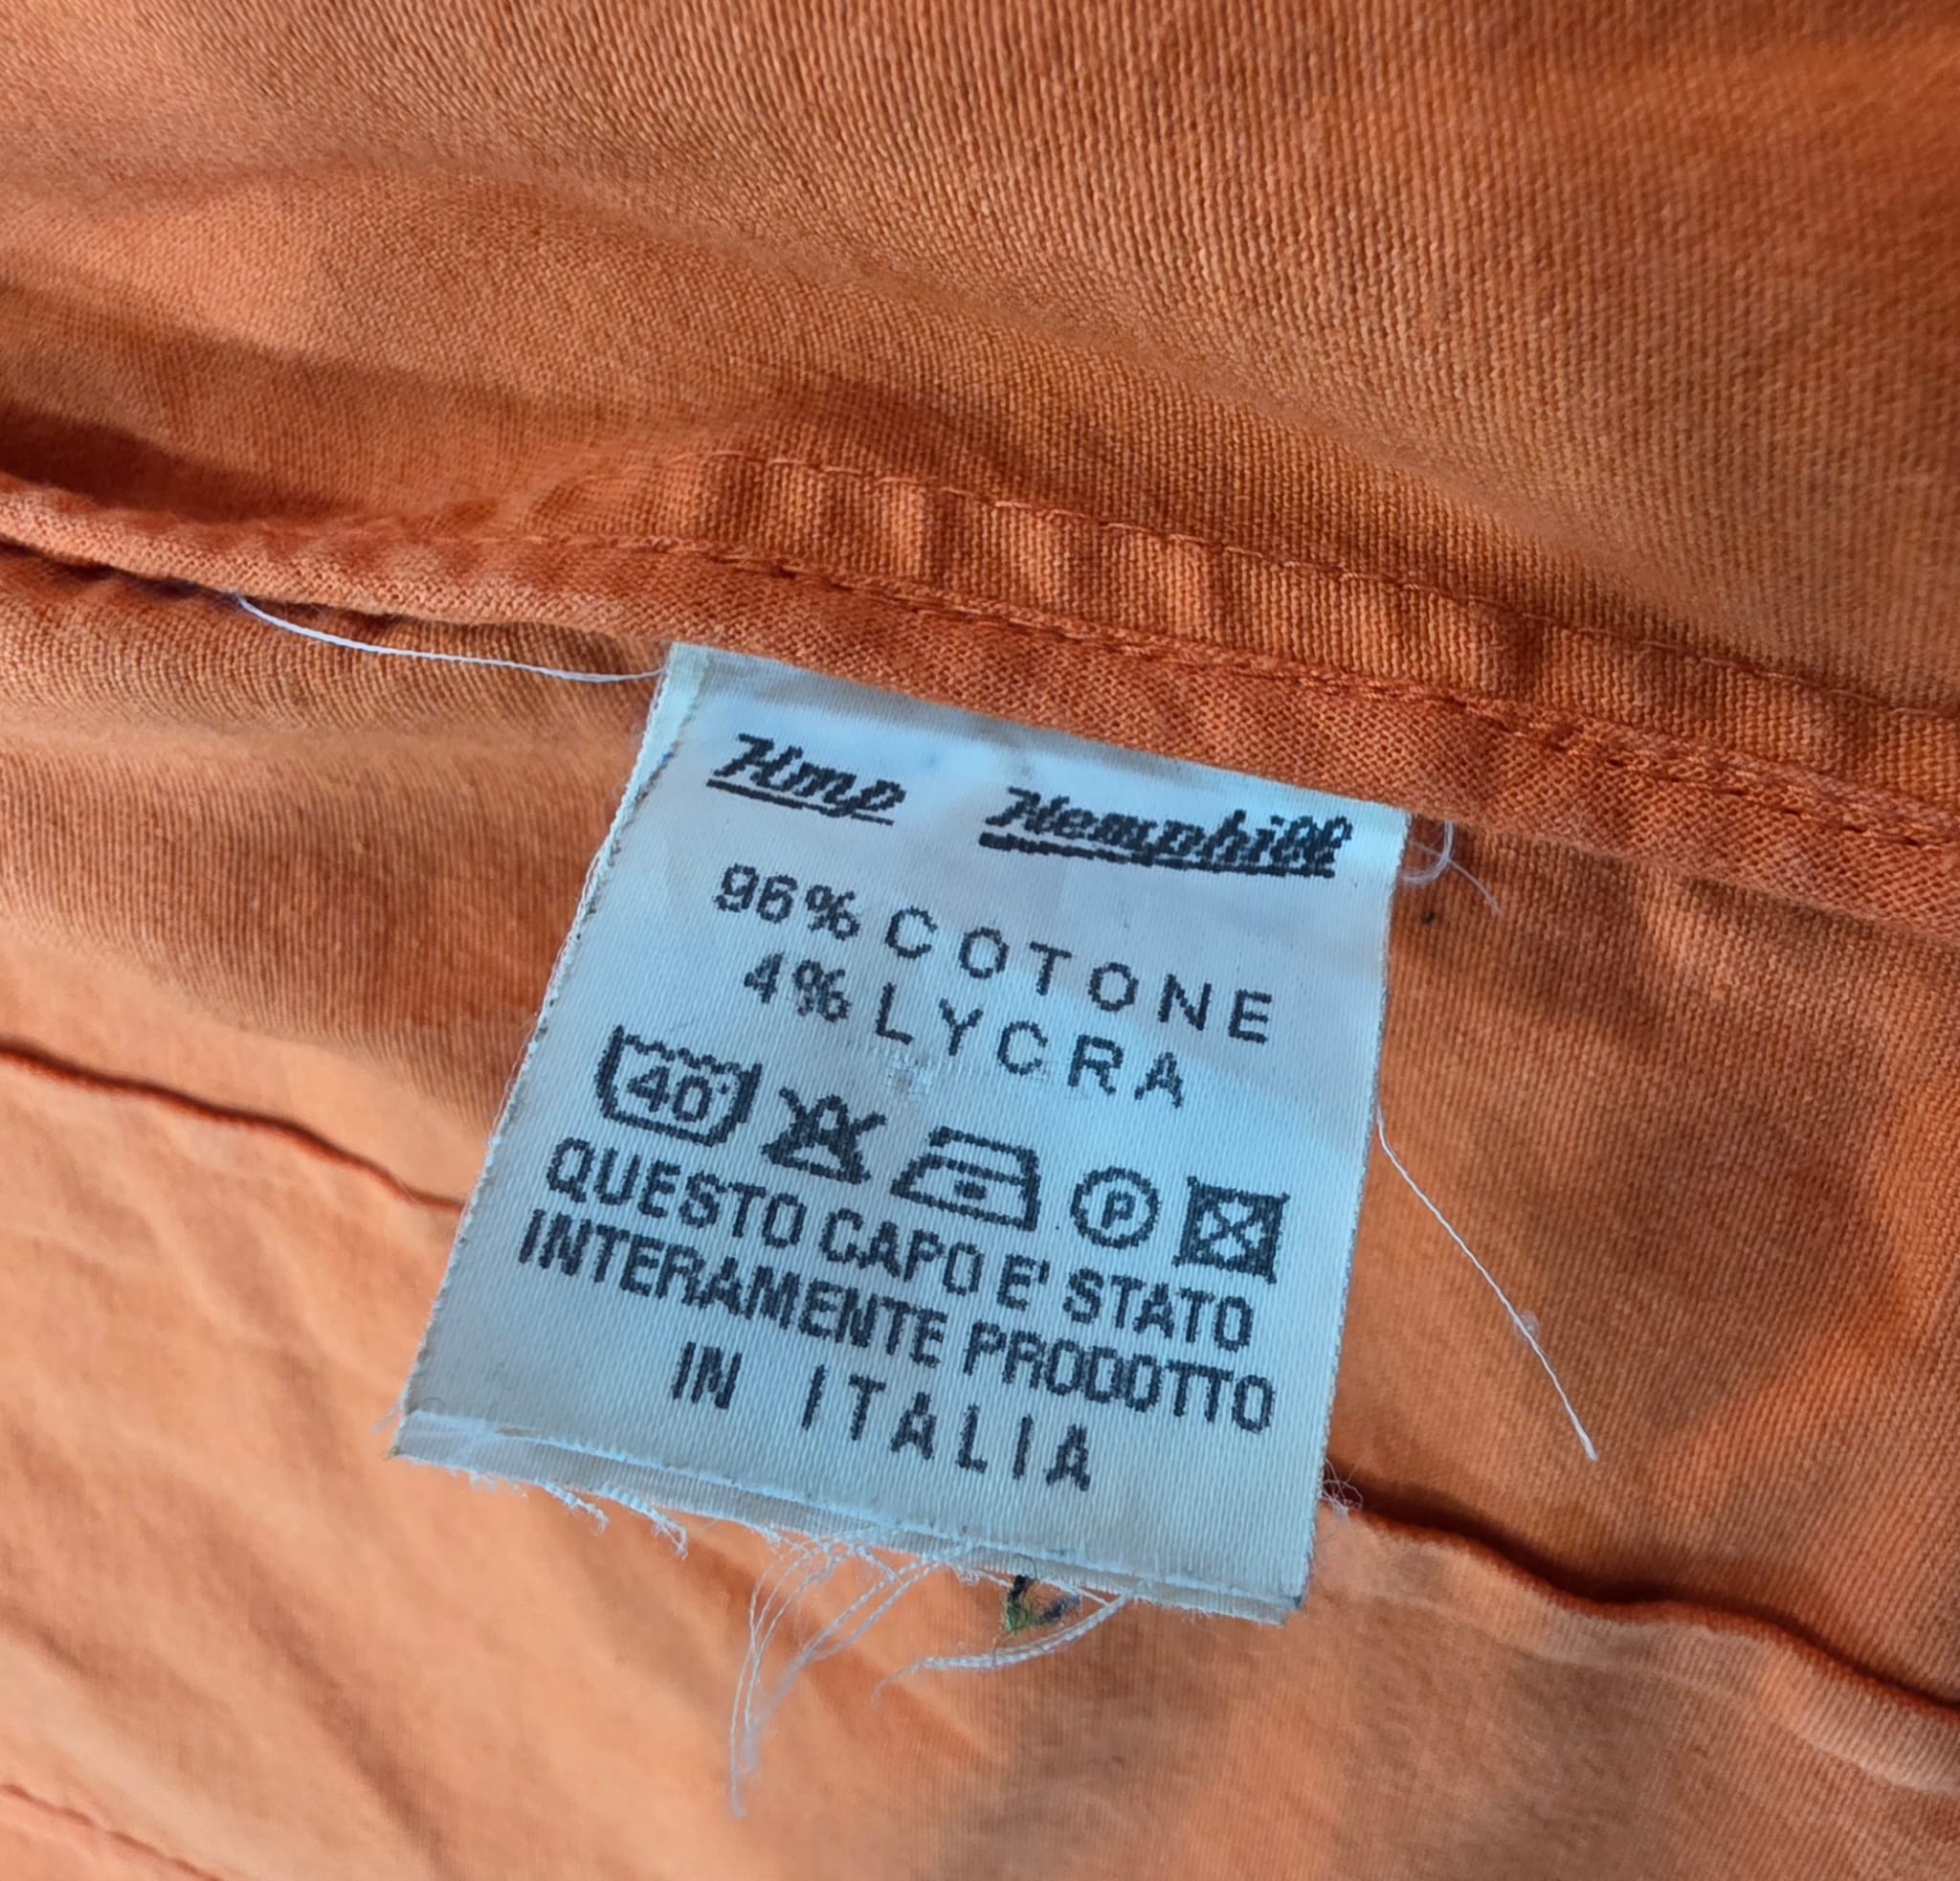 Hmp Hemphill
96% COTONE
4% LYCRA
40° P
QUESTO CAPO E' STATO
INTERAMENTE PRODOTTO
IN ITALIA